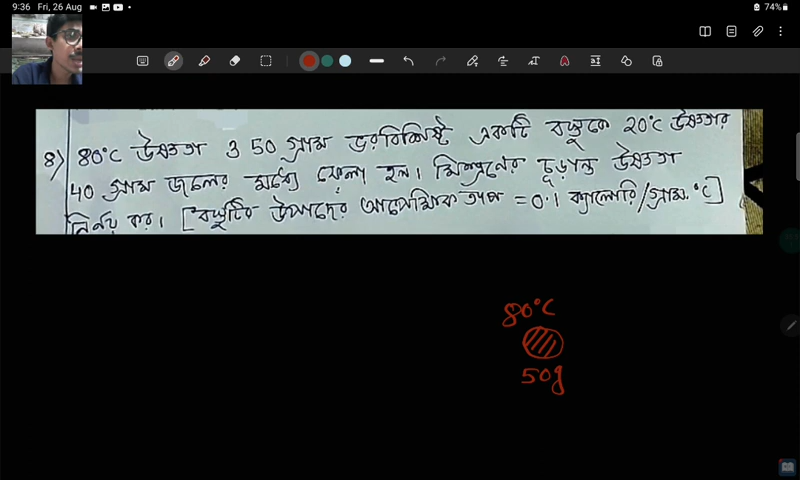 9:36 Fri, 26 Aug
74%
8) 80°C উষ্ণতা ও 50 গ্রাম ভরবিশিষ্ট একটি বস্তুকে 20°C উষ্ণতার
40 গ্রাম জলের মধ্যে ফেলা হল। মিশ্রণের চূড়ান্ত উষ্ণতা
নির্ণয় কর। [বস্তুটির উপাদানের আপেক্ষিক তাপ = 0.1 ক্যালোরি/গ্রাম.°C]
80°C
50g